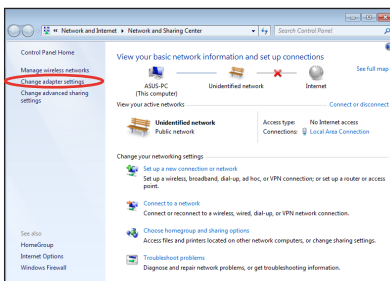 « Network and Internet ▸ Network and Sharing Center
Search Control Panel
Control Panel Home
Manage wireless networks
Change adapter settings
Change advanced sharing
settings
See also
HomeGroup
Internet Options
Windows Firewall
View your basic network information and set up connections
See full map
ASUS-PC
(This computer)
Unidentified network
Internet
View your active networks
Connect or disconnect
Unidentified network
Public network
Access type: No Internet access
Connections: Local Area Connection
Change your networking settings
Set up a new connection or network
Set up a wireless, broadband, dial-up, ad hoc, or VPN connection; or set up a router or access
point.
Connect to a network
Connect or reconnect to a wireless, wired, dial-up, or VPN network connection.
Choose homegroup and sharing options
Access files and printers located on other network computers, or change sharing settings.
Troubleshoot problems
Diagnose and repair network problems, or get troubleshooting information.